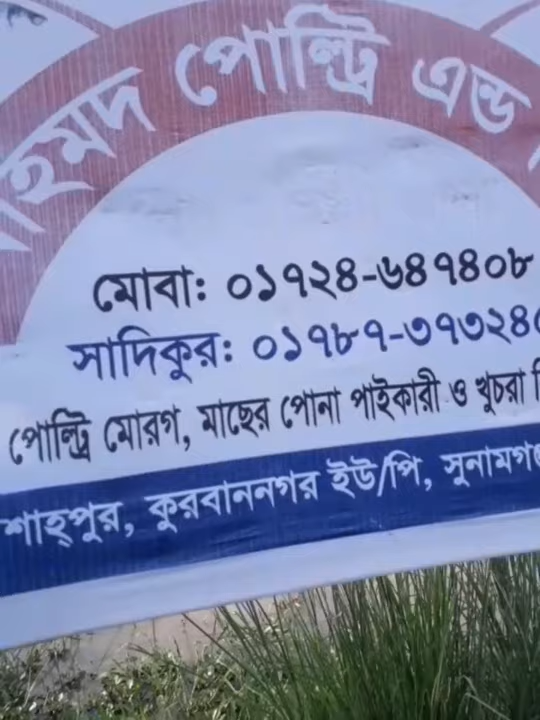 পোল্ট্রি এন্ড
মোবা: ০১৭২৪-৬৪৭৪০৮
সাদিকুর: ০১৭৮৭-৩৭৩২৪
পোল্ট্রি মোরগ, মাছের পোনা পাইকারী ও খুচরা
শাহ্পুর, কুরবাননগর ইউ/পি, সুনামগ